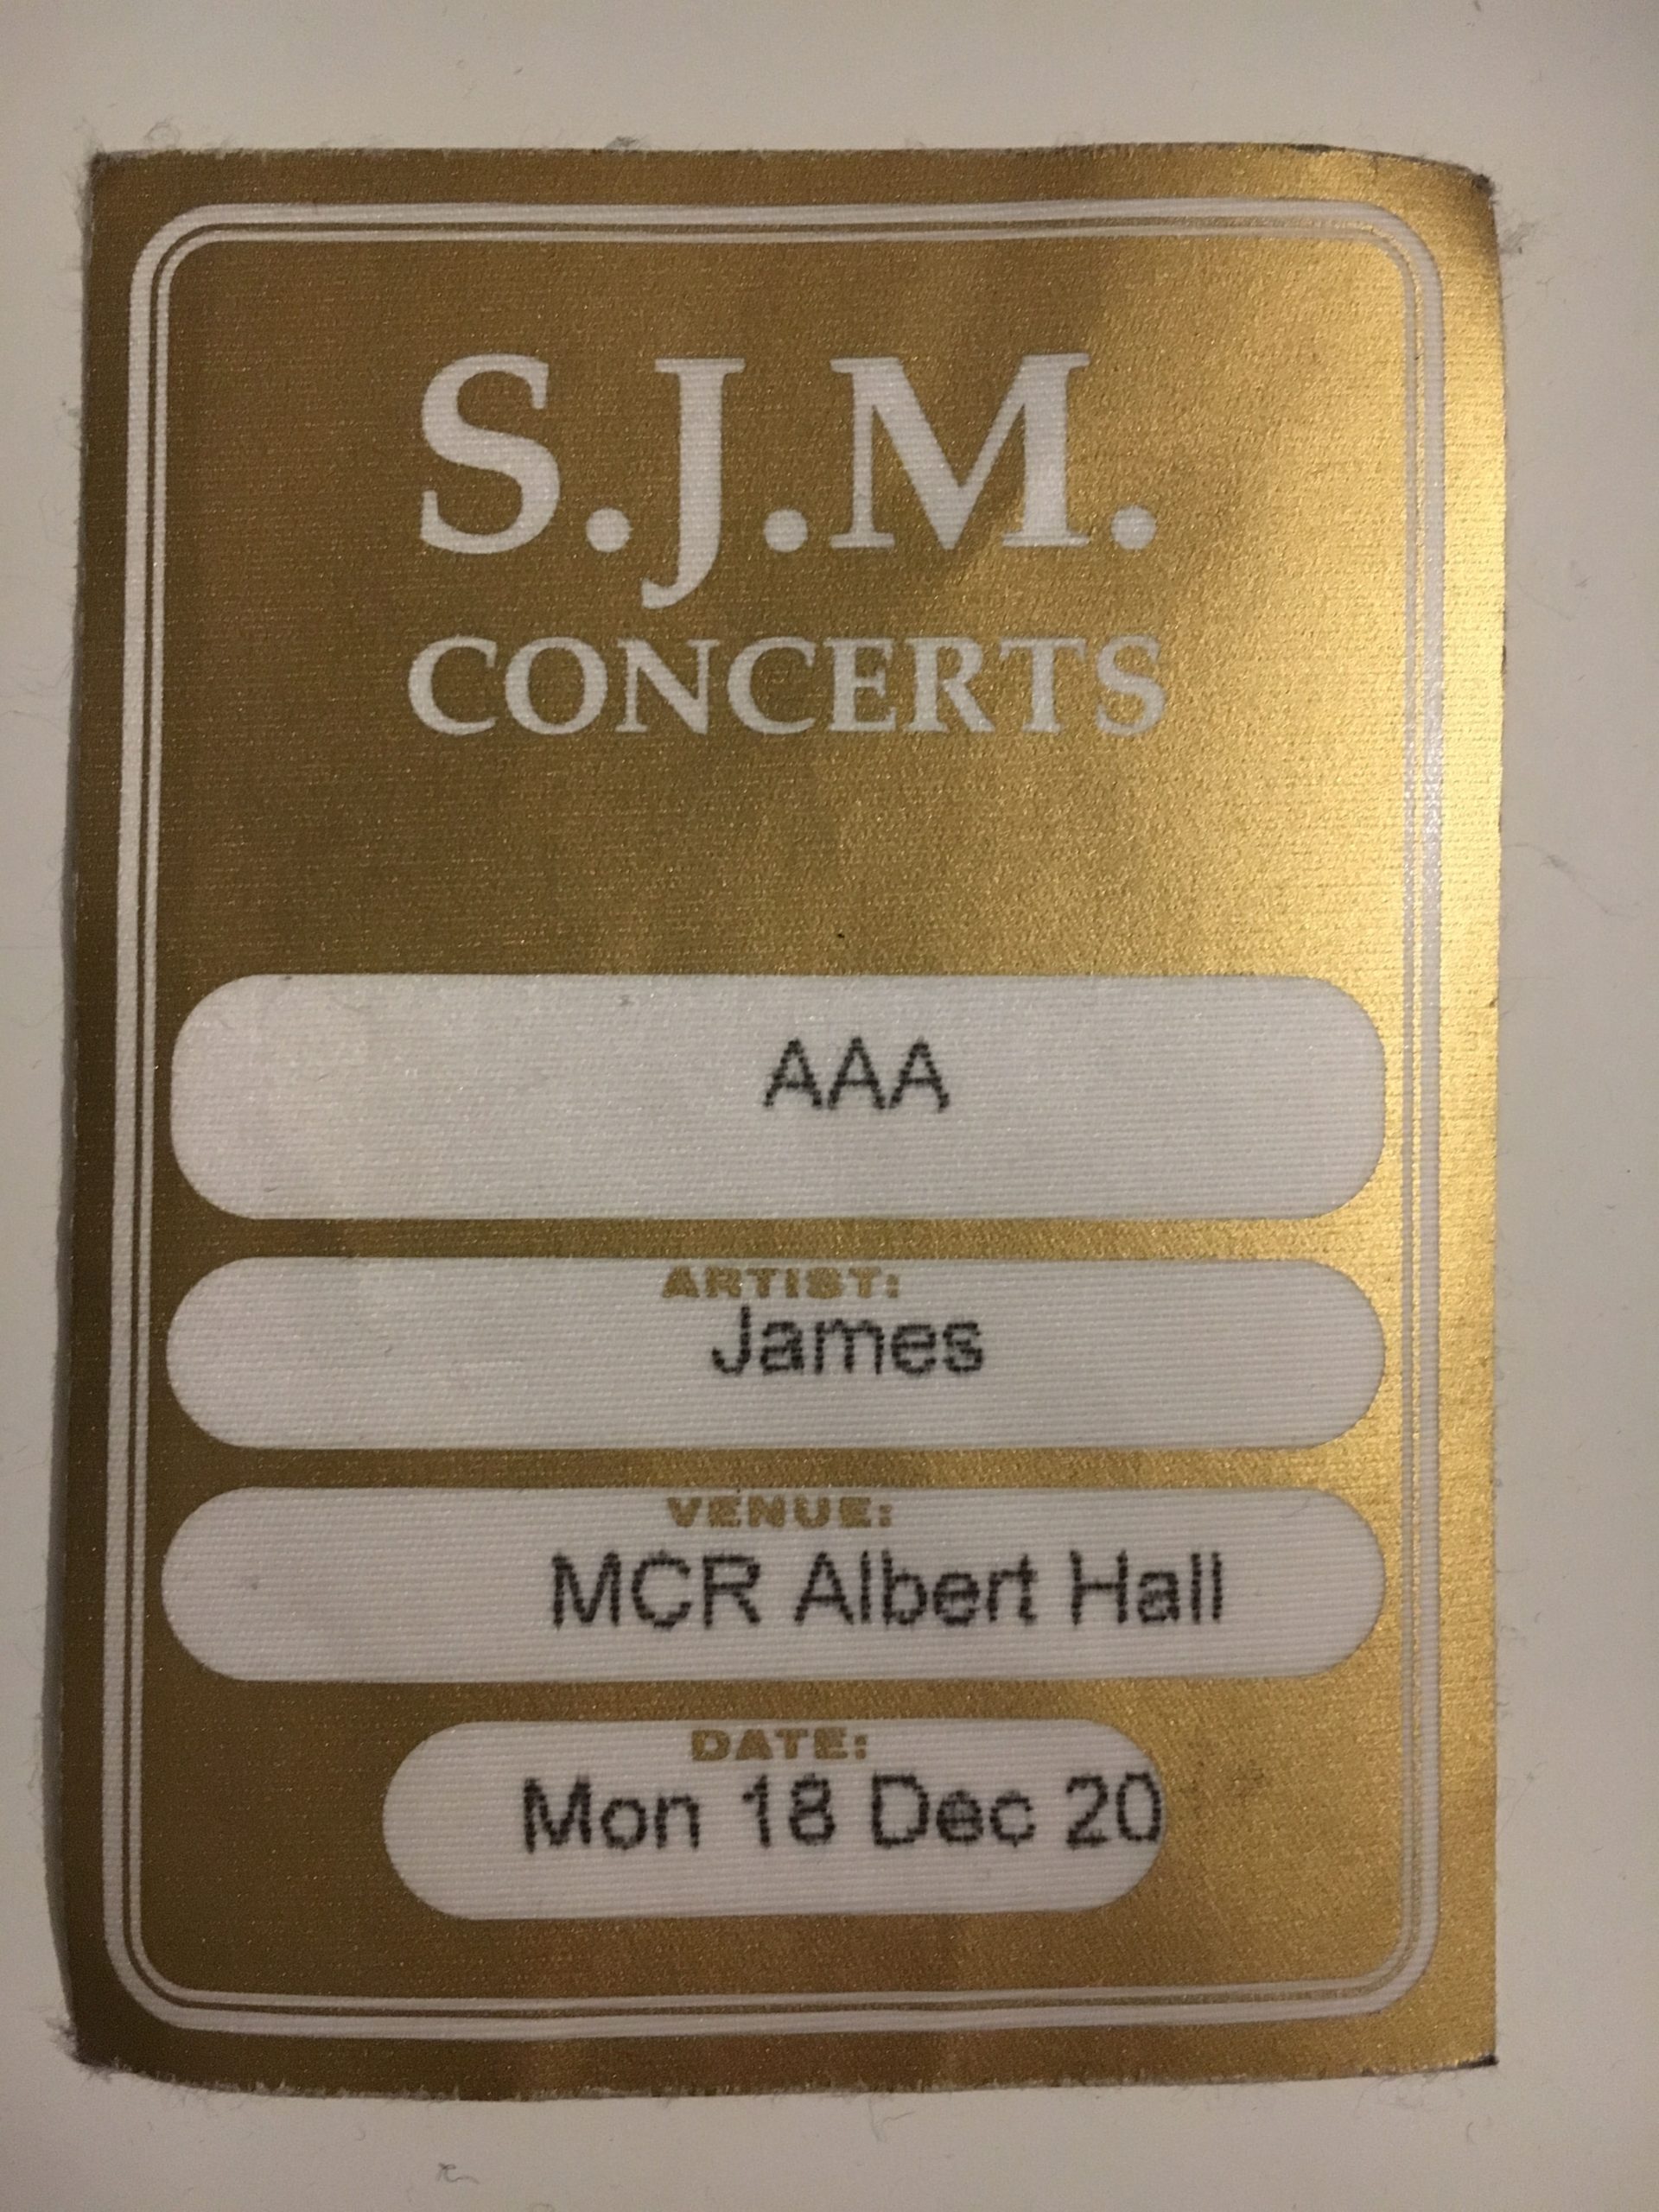 S.J.M.
CONCERTS
AAA
ARTIST:
James
VENUE:
MCR Albert Hall
DATE:
Mon 18 Dec 20